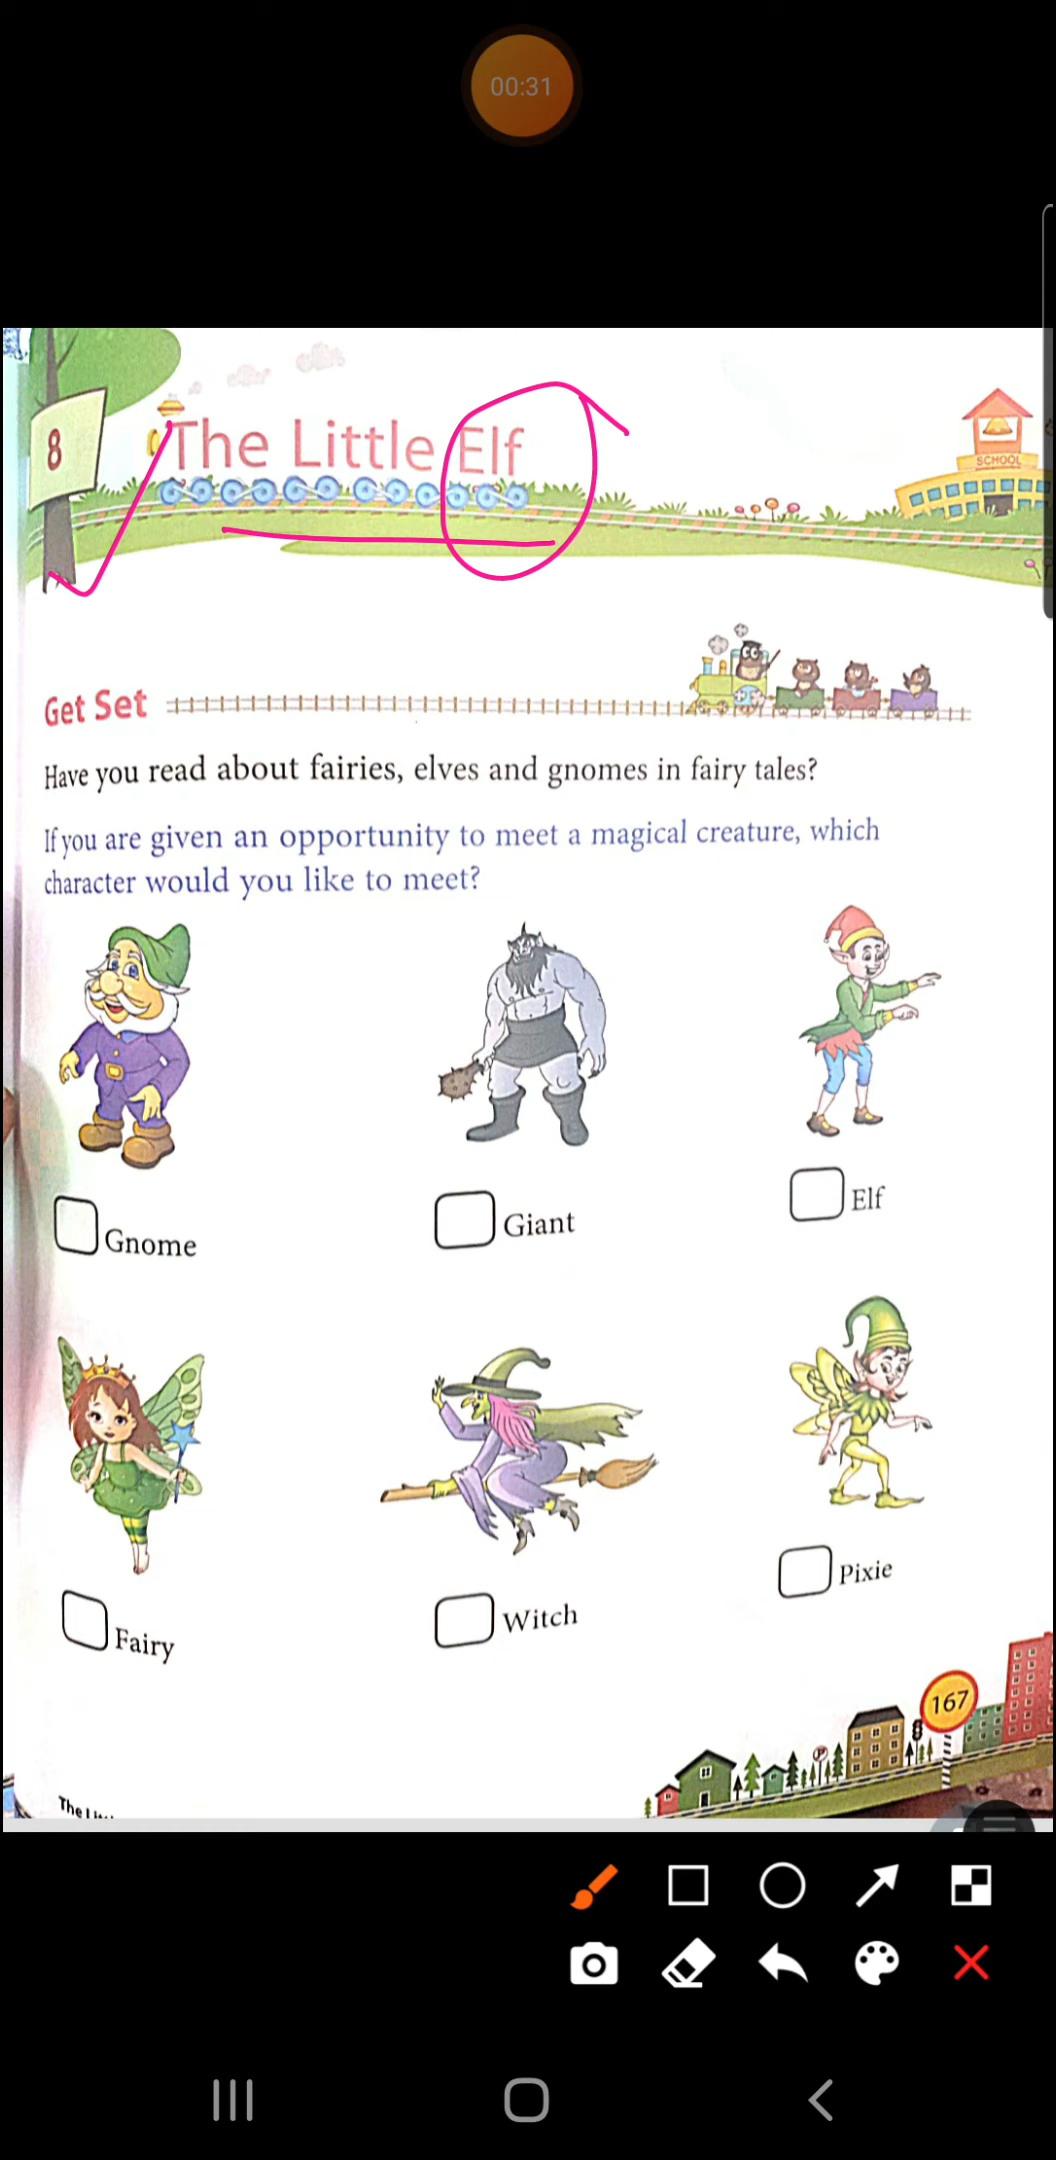 00:31
8
The Little Elf
SCHOOL
Get Set
Have you read about fairies, elves and gnomes in fairy tales?
If you are given an opportunity to meet a magical creature, which
character would you like to meet?
Gnome
Giant
Elf
Fairy
Witch
Pixie
167
The